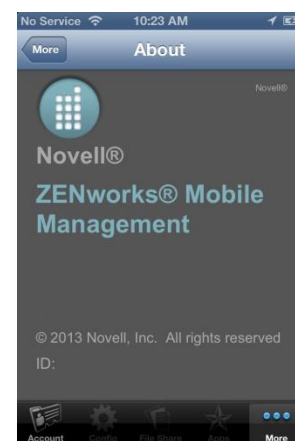 No Service 10:23 AM
More
About
Novell®
Novell®
ZENworks® Mobile
Management
© 2013 Novell, Inc. All rights reserved
ID:
Account Config File Share Apps More